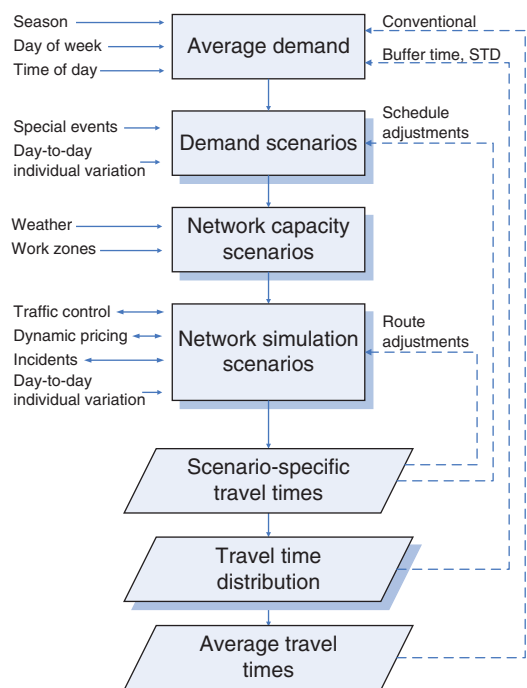 Season
Day of week
Time of day
Average demand
Conventional
Buffer time, STD
Special events
Day-to-day
individual variation
Demand scenarios
Schedule
adjustments
Weather
Work zones
Network capacity
scenarios
Traffic control
Dynamic pricing
Incidents
Day-to-day
individual variation
Network simulation
scenarios
Route
adjustments
Scenario-specific
travel times
Travel time
distribution
Average travel
times